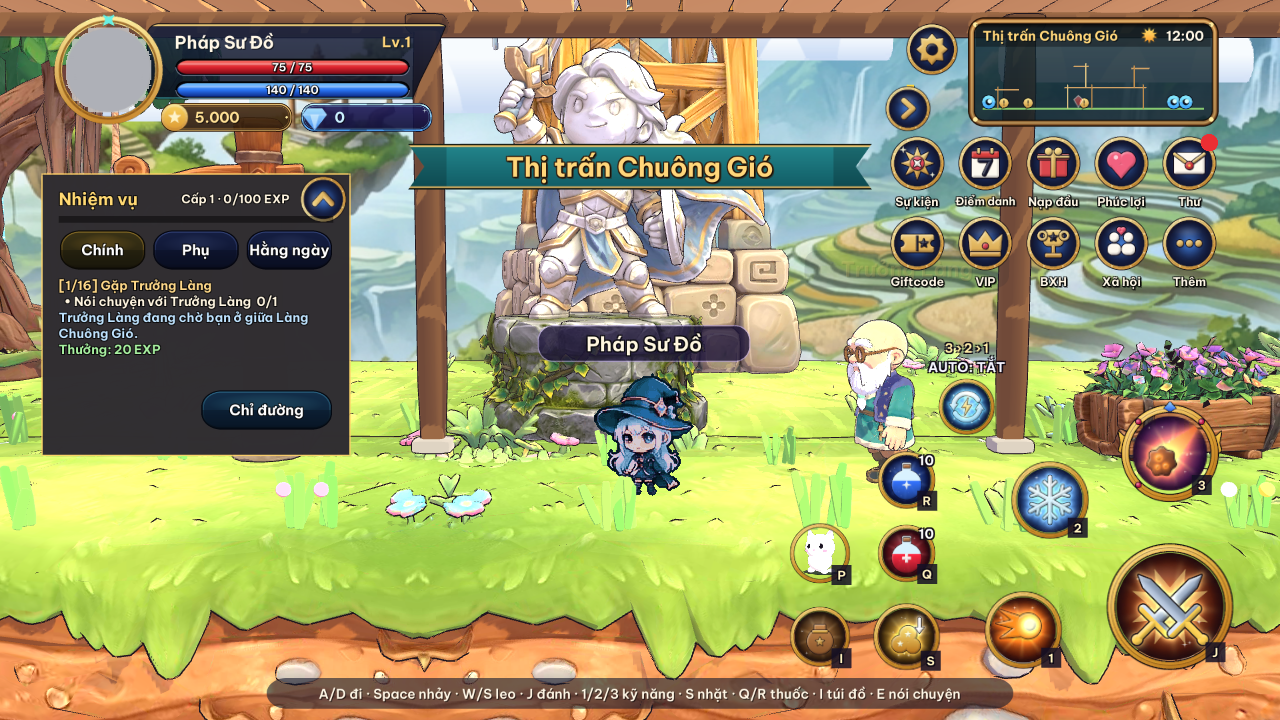 Pháp Sư Đồ Lv.1
75 / 75
140 / 140
5.000 0
Thị trấn Chuông Gió 12:00
Thị trấn Chuông Gió
Nhiệm vụ Cấp 1 · 0/100 EXP
Chính Phụ Hằng ngày
[1/16] Gặp Trưởng Làng
• Nói chuyện với Trưởng Làng 0/1
Trưởng Làng đang chờ bạn ở giữa Làng
Chuông Gió.
Thưởng: 20 EXP
Chỉ đường
7
Sự kiện Điểm danh Nạp đầu Phúc lợi Thư
Giftcode VIP BXH Xã hội Thêm
Pháp Sư Đồ
3›2›1
AUTO: TẮT
10
R
3
2
10
Q
P
I
S
1
J
A/D đi · Space nhảy · W/S leo · J đánh · 1/2/3 kỹ năng · S nhặt · Q/R thuốc · I túi đồ · E nói chuyện